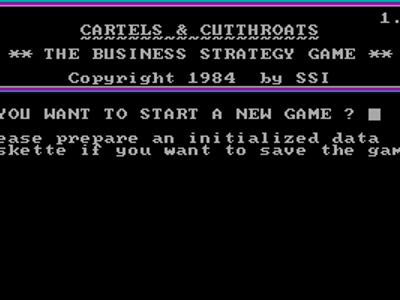 1.
CARTELS & CUTTHROATS
** THE BUSINESS STRATEGY GAME **
Copyright 1984 by SSI
YOU WANT TO START A NEW GAME ?
ease prepare an initialized data
skette if you want to save the gam